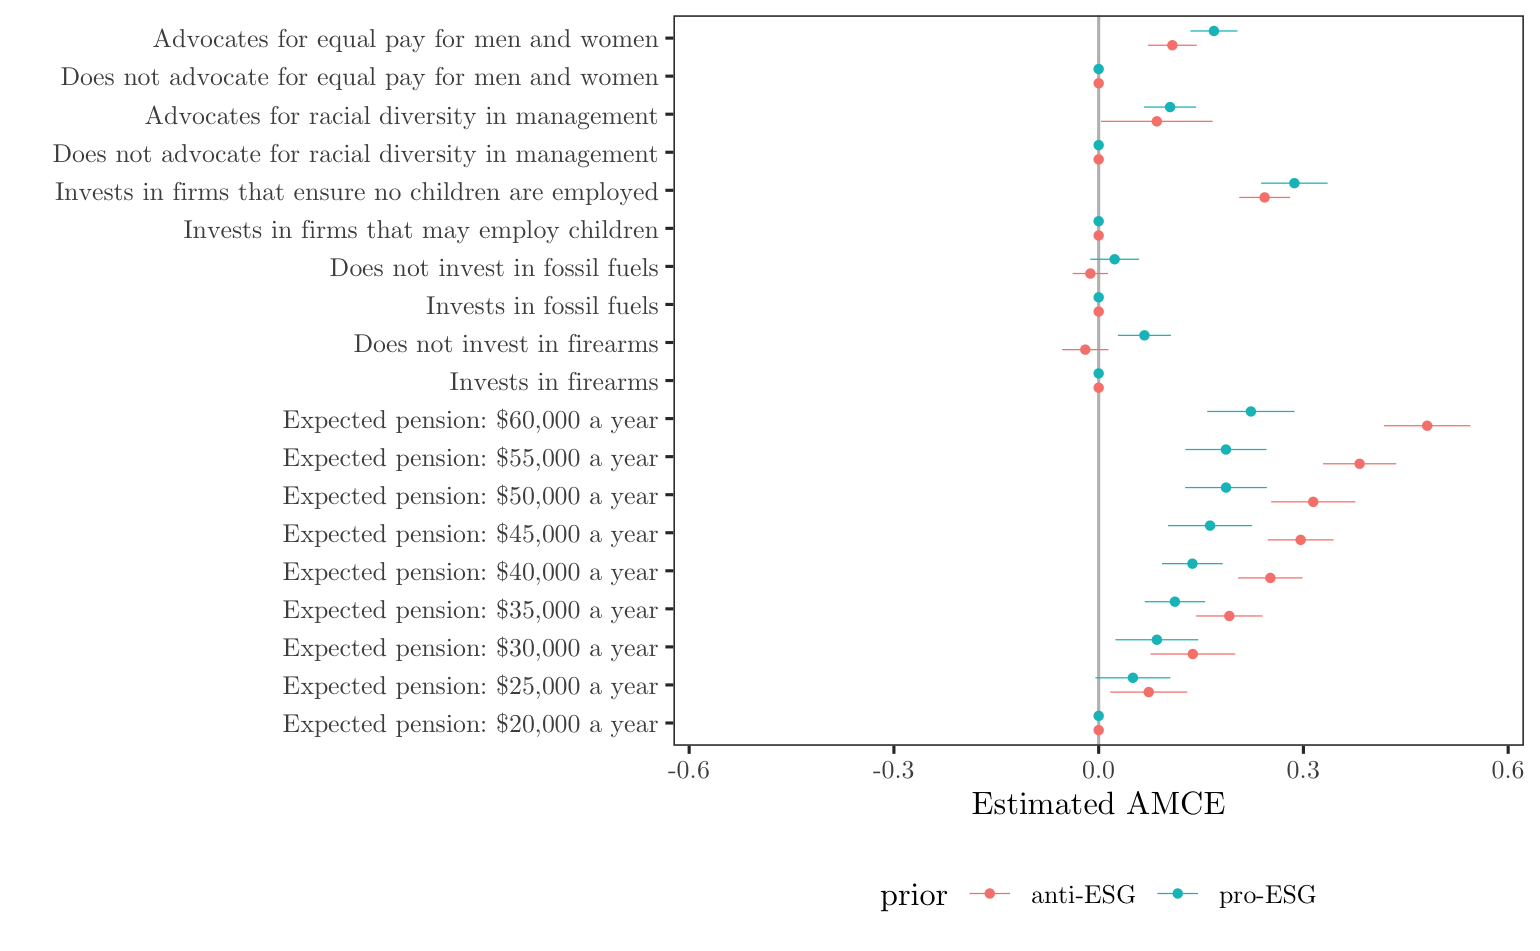 Advocates for equal pay for men and women
Does not advocate for equal pay for men and women
Advocates for racial diversity in management
Does not advocate for racial diversity in management
Invests in firms that ensure no children are employed
Invests in firms that may employ children
Does not invest in fossil fuels
Invests in fossil fuels
Does not invest in firearms
Invests in firearms
Expected pension: $60,000 a year
Expected pension: $55,000 a year
Expected pension: $50,000 a year
Expected pension: $45,000 a year
Expected pension: $40,000 a year
Expected pension: $35,000 a year
Expected pension: $30,000 a year
Expected pension: $25,000 a year
Expected pension: $20,000 a year
-0.6 -0.3 0.0 0.3 0.6
Estimated AMCE
prior anti-ESG pro-ESG